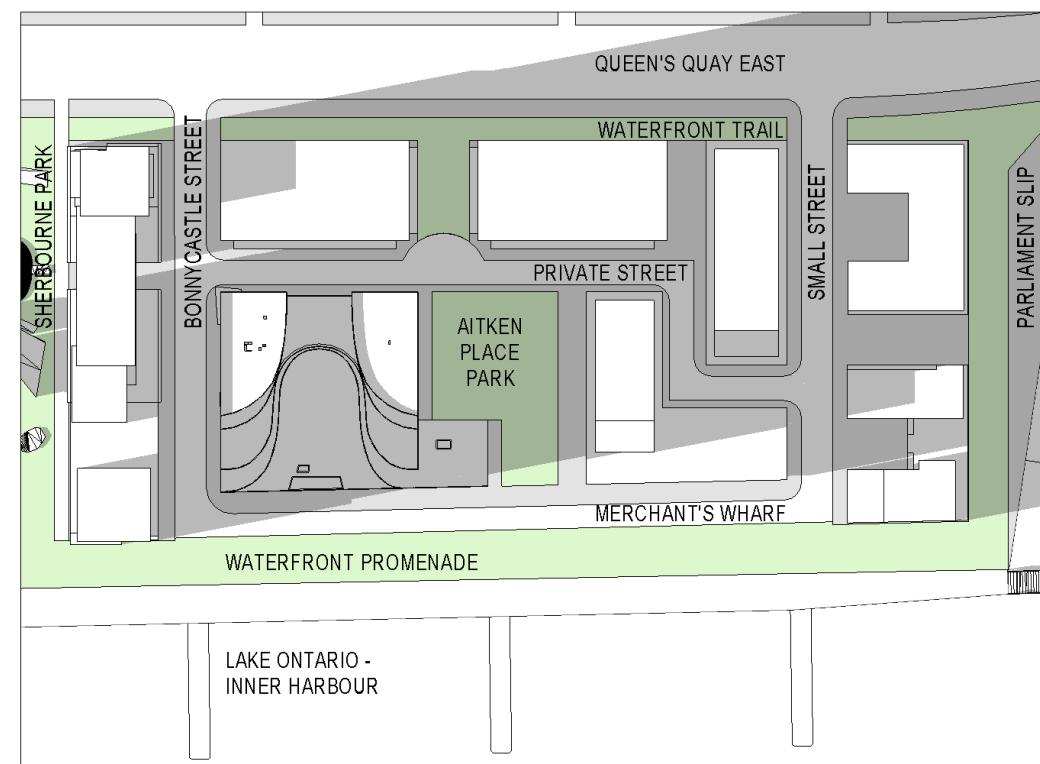 QUEEN'S QUAY EAST
WATERFRONT TRAIL
SHERBOURNE PARK
BONNYCASTLE STREET
SMALL STREET
PARLIAMENT SLIP
PRIVATE STREET
AITKEN
PLACE
PARK
MERCHANT'S WHARF
WATERFRONT PROMENADE
LAKE ONTARIO -
INNER HARBOUR